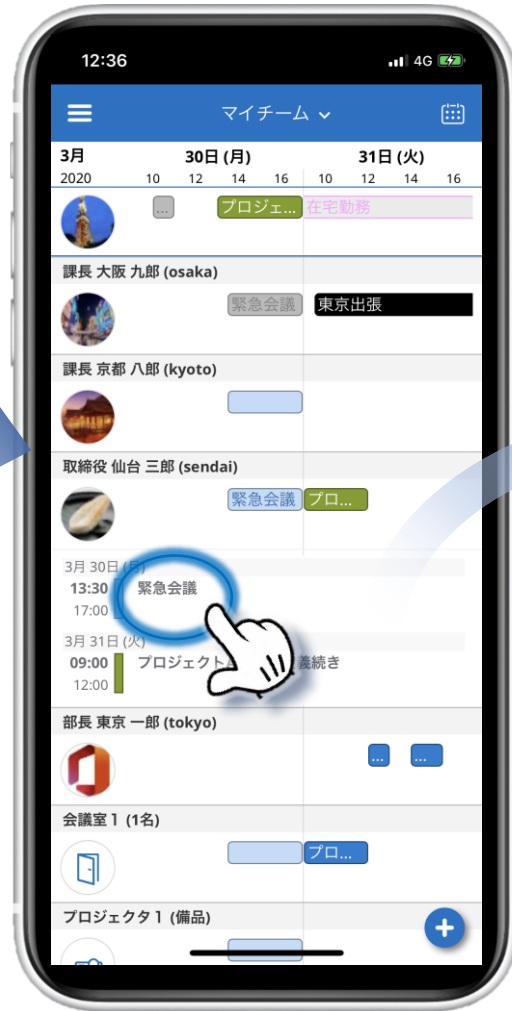 12:36 4G
マイチーム
3月 30日 (月) 31日 (火)
2020 10 12 14 16 10 12 14 16
... プロジェ... 在宅勤務
課長 大阪 九郎 (osaka)
緊急会議 東京出張
課長 京都 八郎 (kyoto)
取締役 仙台 三郎 (sendai)
緊急会議 プロ...
3月 30日 (月)
13:30 緊急会議
17:00
3月 31日 (火)
09:00 プロジェクト 義続き
12:00
部長 東京 一郎 (tokyo)
... ...
会議室1 (1名)
プロ...
プロジェクタ1 (備品)